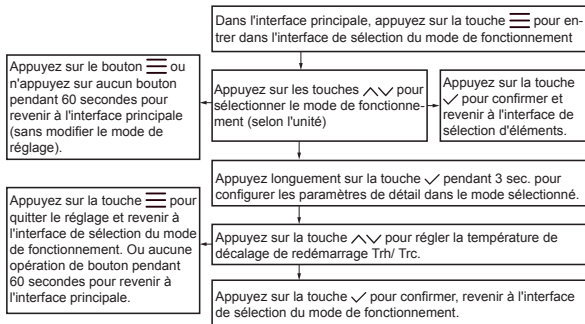 Dans l'interface principale, appuyez sur la touche ☰ pour en-
trer dans l'interface de sélection du mode de fonctionnement
Appuyez sur le bouton ☰ ou
n'appuyez sur aucun bouton
pendant 60 secondes pour
revenir à l'interface principale
(sans modifier le mode de
réglage).
Appuyez sur les touches ∧∨ pour
sélectionner le mode de fonctionne-
ment (selon l'unité)
Appuyez sur la touche
✓ pour confirmer et
revenir à l'interface de
sélection d'éléments.
Appuyez longuement sur la touche ✓ pendant 3 sec. pour
configurer les paramètres de détail dans le mode sélectionné.
Appuyez sur la touche ☰ pour
quitter le réglage et revenir à
l'interface de sélection du mode
de fonctionnement. Ou aucune
opération de bouton pendant
60 secondes pour revenir à
l'interface principale.
Appuyez sur la touche ∧∨ pour régler la température de
décalage de redémarrage Trh/ Trc.
Appuyez sur la touche ✓ pour confirmer, revenir à l'interface
de sélection du mode de fonctionnement.